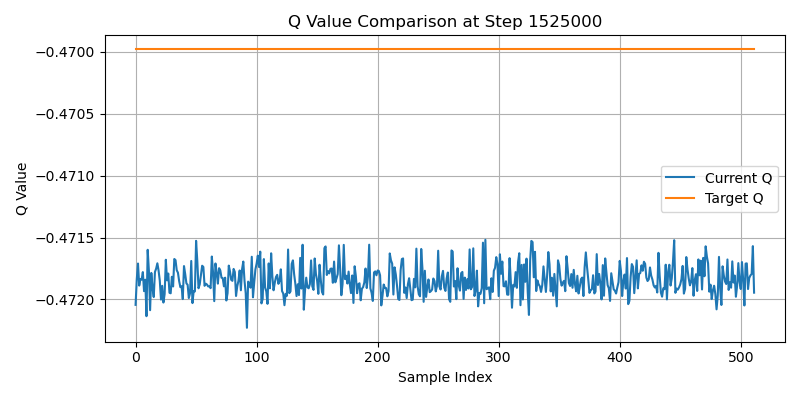 Q Value Comparison at Step 1525000
−0.4700
−0.4705
−0.4710
−0.4715
−0.4720
Q Value
Current Q
Target Q
0 100 200 300 400 500
Sample Index